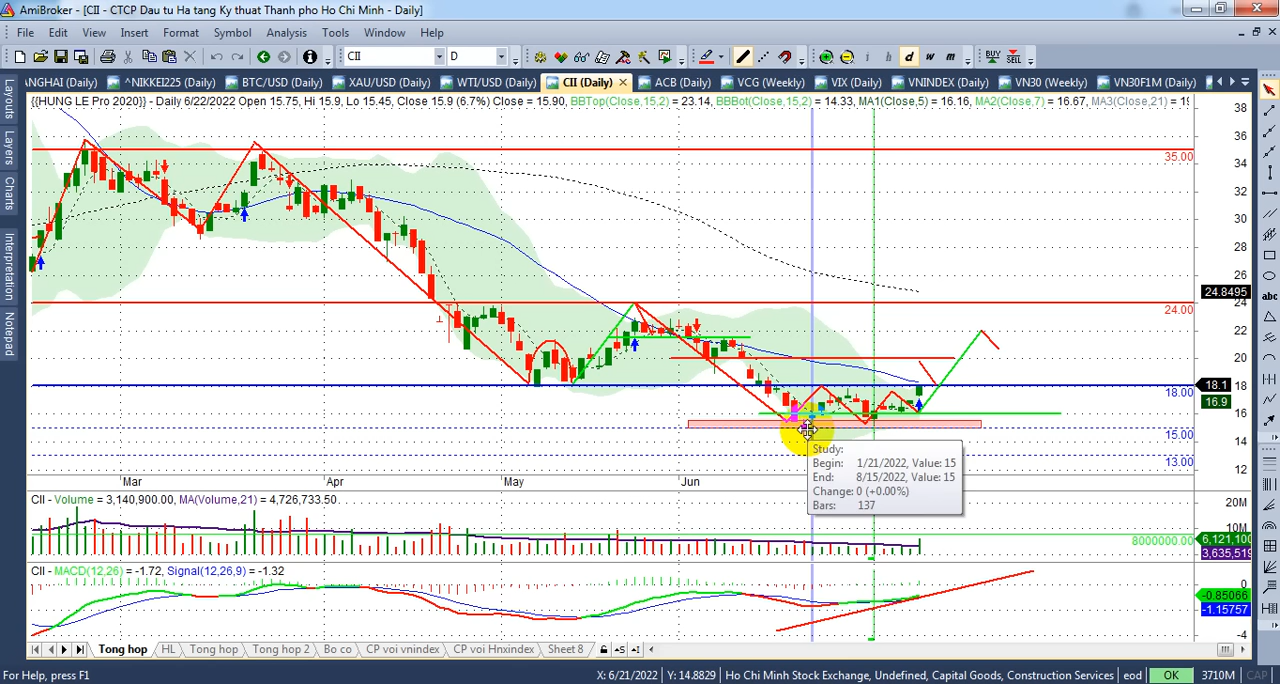 AmiBroker - [CII - CTCP Dau tu Ha tang Ky thuat Thanh pho Ho Chi Minh - Daily]
File Edit View Insert Format Symbol Analysis Tools Window Help
CII D i h d w m BUY SELL
ANGHAI (Daily) ^NIKKEI225 (Daily) BTC/USD (Daily) XAU/USD (Daily) WTI/USD (Daily) CII (Daily) ACB (Daily) VCG (Weekly) VIX (Daily) VNINDEX (Daily) VN30 (Weekly) VN30F1M (Daily)
Layouts
Layers
Charts
Interpretation
Notepad
{{HUNG LE Pro 2020}} - Daily 6/22/2022 Open 15.75, Hi 15.9, Lo 15.45, Close 15.9 (6.7%) Close = 15.90, BBTop(Close,15,2) = 23.14, BBBot(Close,15,2) = 14.33, MA1(Close,5) = 16.16, MA2(Close,7) = 16.67, MA3(Close,21) = 19
38
36
35.00
34
32
30
28
26
24.8495
24
24.00
22
20
18.1
18
18.00
16.9
16
15.00
14
13.00
12
Study:
Begin: 1/21/2022, Value: 15
End: 8/15/2022, Value: 15
Change: 0 (+0.00%)
Bars: 137
Mar Apr May Jun
CII - Volume = 3,140,900.00, MA(Volume,21) = 4,726,733.50
20M
10M
8000000.00
6,121,100
3,635,519
CII - MACD(12,26) = -1.72, Signal(12,26,9) = -1.32
0
-0.85066
-1.15757
-4
Tong hop HL Tong hop Tong hop 2 Bo co CP voi vnindex CP voi Hnxindex Sheet 8
abc
For Help, press F1 X: 6/21/2022 Y: 14.8829 Ho Chi Minh Stock Exchange, Undefined, Capital Goods, Construction Services eod OK 3710M CAP